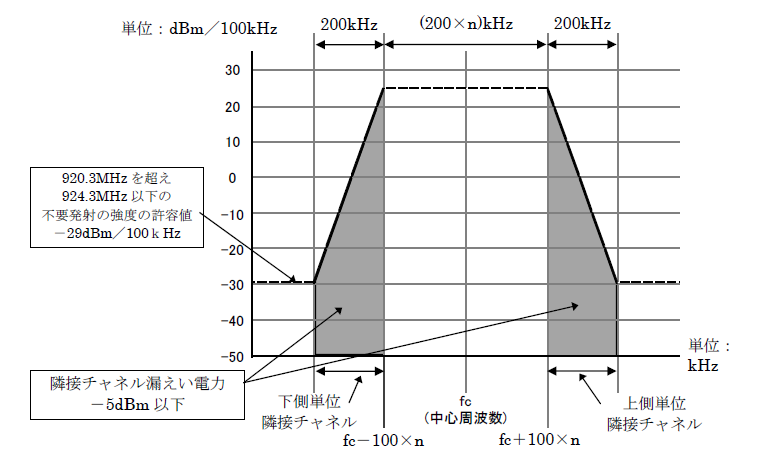 単位：dBm／100kHz
200kHz
(200×n)kHz
200kHz
30
20
10
0
-10
-20
-30
-40
-50
920.3MHz を超え
924.3MHz 以下の
不要発射の強度の許容値
－29dBm／100ｋHz
隣接チャネル漏えい電力
－5dBm 以下
単位：
kHz
下側単位
隣接チャネル
fc
（中心周波数）
上側単位
隣接チャネル
fc－100×n
fc＋100×n